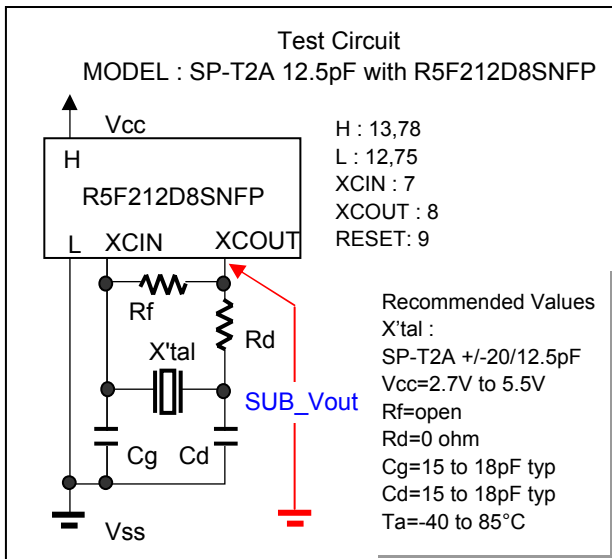 Test Circuit
MODEL : SP-T2A 12.5pF with R5F212D8SNFP
Vcc
H
R5F212D8SNFP
L XCIN XCOUT
H : 13,78
L : 12,75
XCIN : 7
XCOUT : 8
RESET: 9
Rf
Rd
X'tal
SUB_Vout
Cg Cd
Vss
Recommended Values
X’tal :
SP-T2A +/-20/12.5pF
Vcc=2.7V to 5.5V
Rf=open
Rd=0 ohm
Cg=15 to 18pF typ
Cd=15 to 18pF typ
Ta=-40 to 85°C